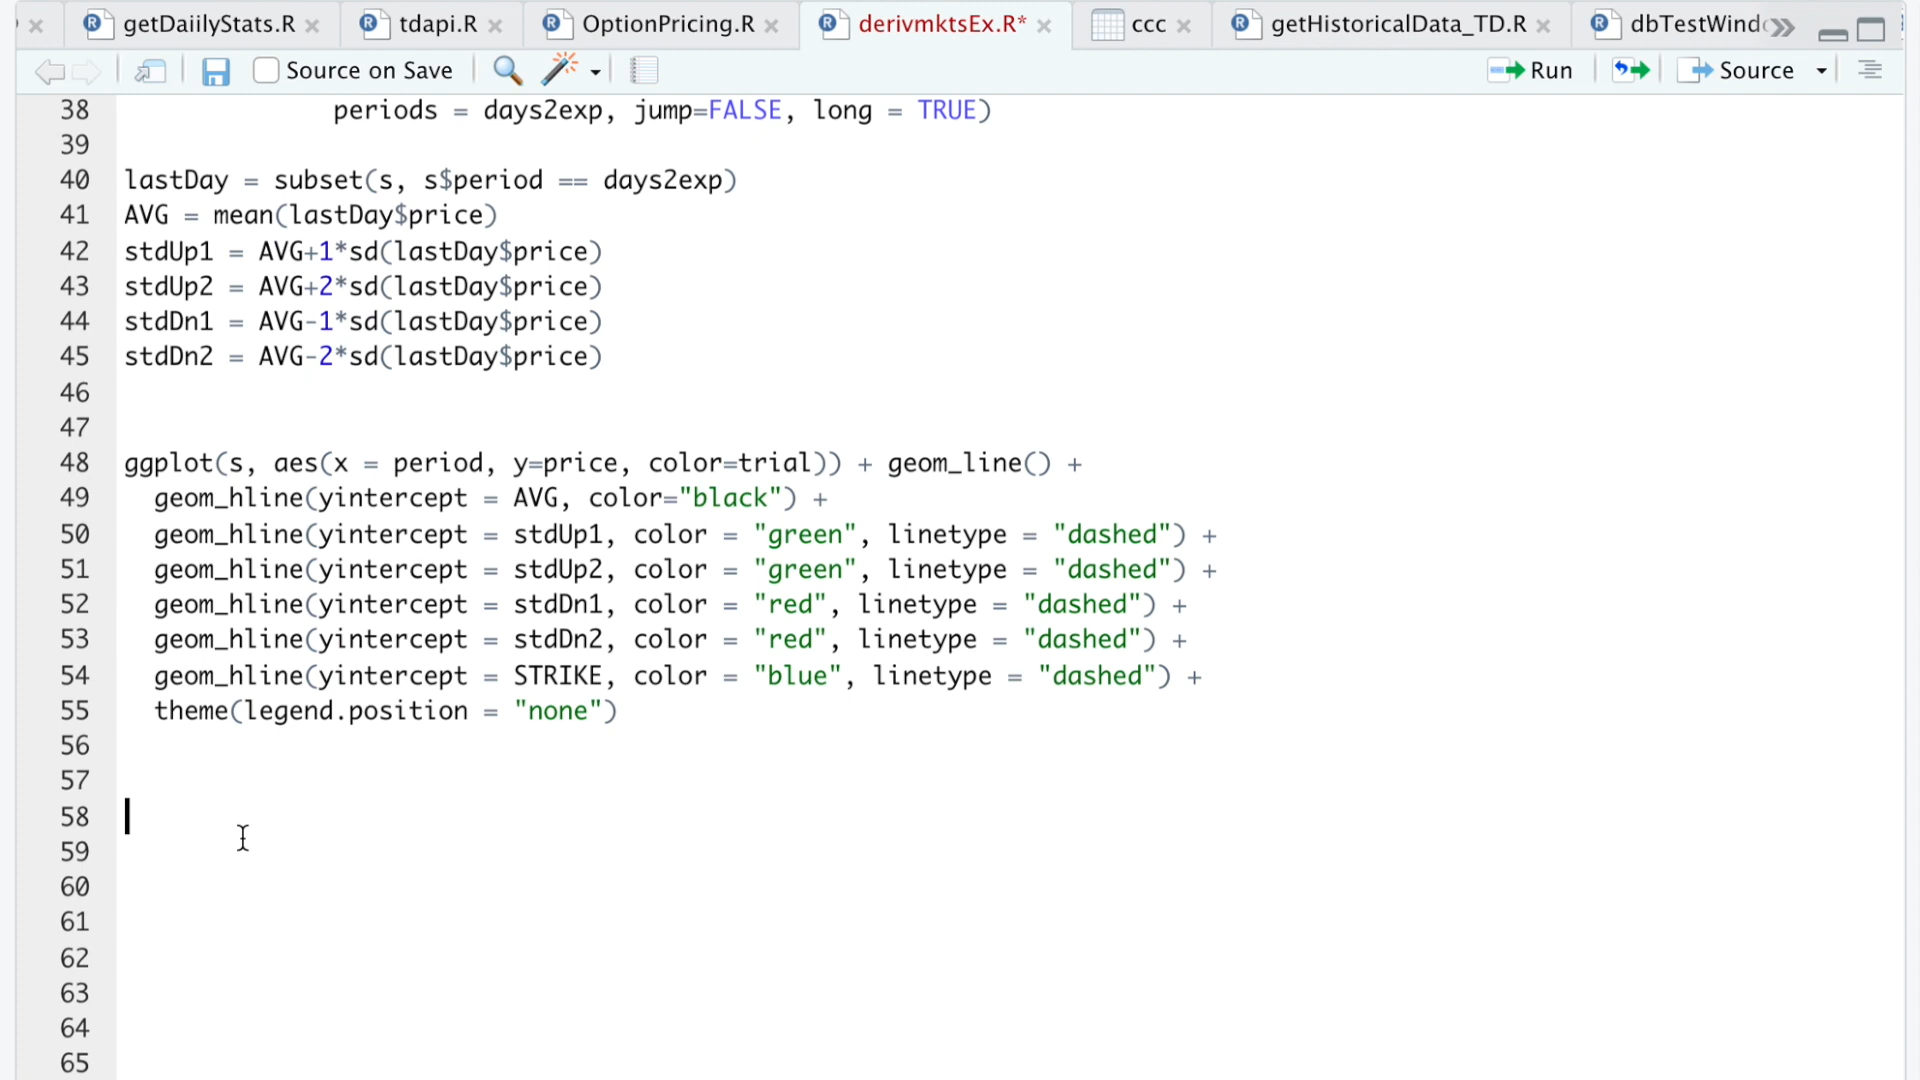 getDaiilyStats.R
tdapi.R
OptionPricing.R
derivmktsEx.R*
ccc
getHistoricalData_TD.R
dbTestWind
Source on Save
Run
Source
38 periods = days2exp, jump=FALSE, long = TRUE)
39
40 lastDay = subset(s, s$period == days2exp)
41 AVG = mean(lastDay$price)
42 stdUp1 = AVG+1*sd(lastDay$price)
43 stdUp2 = AVG+2*sd(lastDay$price)
44 stdDn1 = AVG-1*sd(lastDay$price)
45 stdDn2 = AVG-2*sd(lastDay$price)
46
47
48 ggplot(s, aes(x = period, y=price, color=trial)) + geom_line() +
49 geom_hline(yintercept = AVG, color="black") +
50 geom_hline(yintercept = stdUp1, color = "green", linetype = "dashed") +
51 geom_hline(yintercept = stdUp2, color = "green", linetype = "dashed") +
52 geom_hline(yintercept = stdDn1, color = "red", linetype = "dashed") +
53 geom_hline(yintercept = stdDn2, color = "red", linetype = "dashed") +
54 geom_hline(yintercept = STRIKE, color = "blue", linetype = "dashed") +
55 theme(legend.position = "none")
56
57
58
59
60
61
62
63
64
65